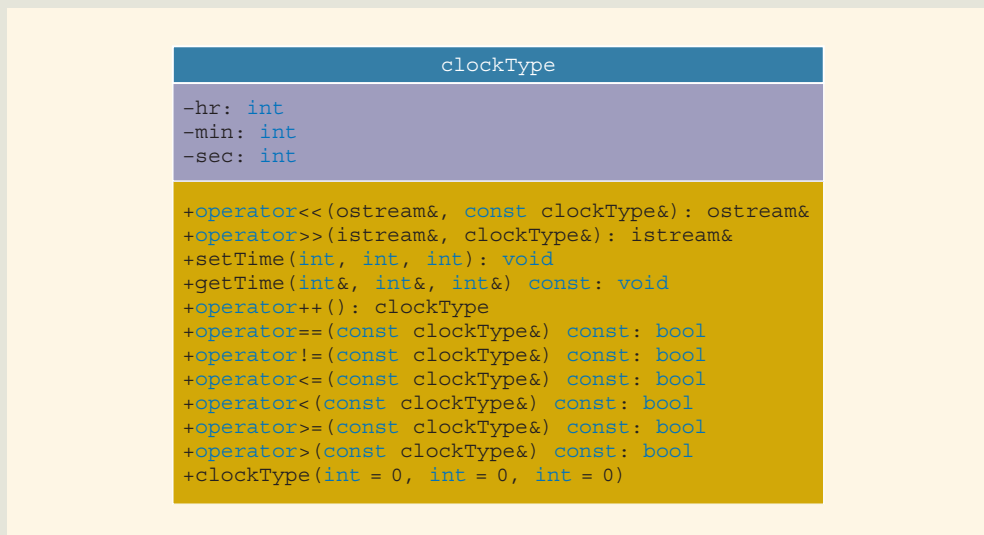 clockType
-hr: int
-min: int
-sec: int
+operator<<(ostream&, const clockType&): ostream&
+operator>>(istream&, clockType&): istream&
+setTime(int, int, int): void
+getTime(int&, int&, int&) const: void
+operator++(): clockType
+operator==(const clockType&) const: bool
+operator!=(const clockType&) const: bool
+operator<=(const clockType&) const: bool
+operator<(const clockType&) const: bool
+operator>=(const clockType&) const: bool
+operator>(const clockType&) const: bool
+clockType(int = 0, int = 0, int = 0)